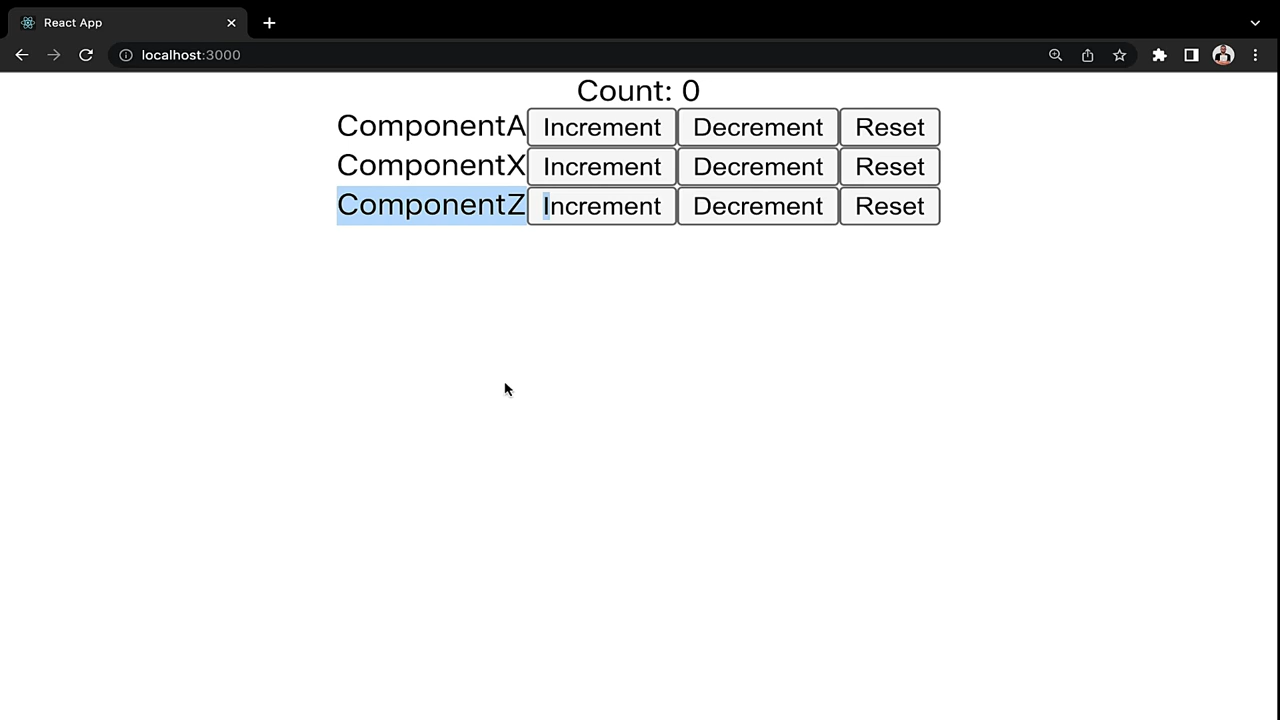 React App
localhost:3000
Count: 0
ComponentA Increment Decrement Reset
ComponentX Increment Decrement Reset
ComponentZ Increment Decrement Reset